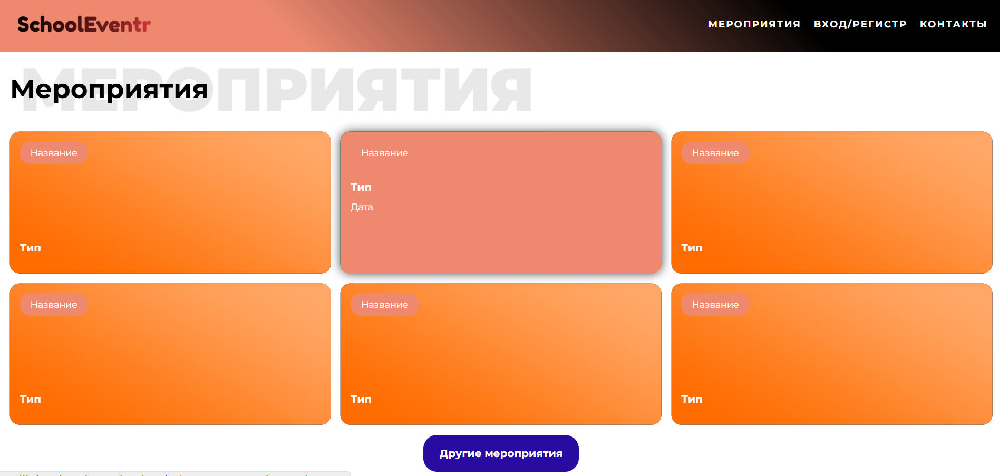 SchoolEventr
МЕРОПРИЯТИЯ ВХОД/РЕГИСТР КОНТАКТЫ
МЕРОПРИЯТИЯ
Мероприятия
Название
Тип
Название
Тип
Дата
Название
Тип
Название
Тип
Название
Тип
Название
Тип
Другие мероприятия